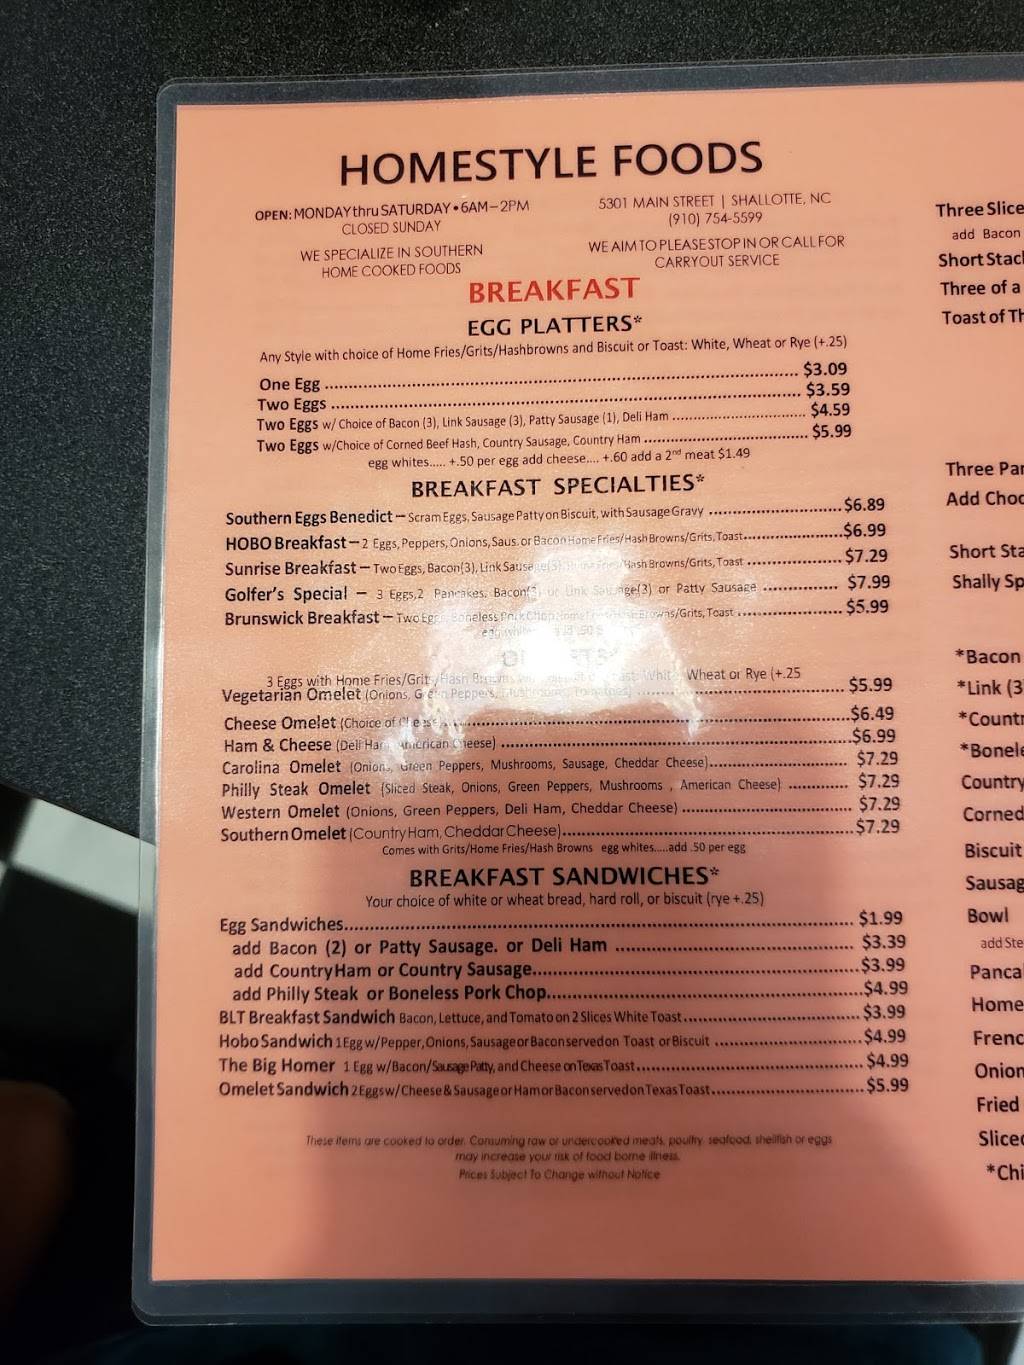 HOMESTYLE FOODS
OPEN: MONDAY thru SATURDAY • 6AM–2PM
CLOSED SUNDAY
5301 MAIN STREET | SHALLOTTE, NC
(910) 754-5599
WE SPECIALIZE IN SOUTHERN
HOME COOKED FOODS
WE AIM TO PLEASE STOP IN OR CALL FOR
CARRYOUT SERVICE
BREAKFAST
EGG PLATTERS*
Any Style with choice of Home Fries/Grits/Hashbrowns and Biscuit or Toast: White, Wheat or Rye (+.25)
One Egg ........ $3.09
Two Eggs ........ $3.59
Two Eggs w/ Choice of Bacon (3), Link Sausage (3), Patty Sausage (1), Deli Ham ........ $4.59
Two Eggs w/Choice of Corned Beef Hash, Country Sausage, Country Ham ........ $5.99
egg whites..... +.50 per egg add cheese.... +.60 add a 2nd meat $1.49
BREAKFAST SPECIALTIES*
Southern Eggs Benedict – Scram Eggs, Sausage Patty on Biscuit, with Sausage Gravy ........ $6.89
HOBO Breakfast – 2 Eggs, Peppers, Onions, Saus. or Bacon Home Fries/Hash Browns/Grits, Toast ........ $6.99
Sunrise Breakfast – Two Eggs, Bacon(3), Link Sausage(3), Home Fries/Hash Browns/Grits, Toast ........ $7.29
Golfer's Special – 3 Eggs, 2 Pancakes, Bacon(3) or Link Sausage(3) or Patty Sausage ........ $7.99
Brunswick Breakfast – Two Eggs, Boneless Pork Chop Home Fries/Hash Browns/Grits, Toast ........ $5.99
egg whites add .50
3 Eggs with Home Fries/Grits/Hash Browns Toast: White, Wheat or Rye (+.25
Vegetarian Omelet (Onions, Green Peppers, Mushrooms, Tomatoes) ........ $5.99
Cheese Omelet (Choice of Cheese) ........ $6.49
Ham & Cheese (Deli Ham, American Cheese) ........ $6.99
Carolina Omelet (Onions, Green Peppers, Mushrooms, Sausage, Cheddar Cheese) ........ $7.29
Philly Steak Omelet (Sliced Steak, Onions, Green Peppers, Mushrooms , American Cheese) ........ $7.29
Western Omelet (Onions, Green Peppers, Deli Ham, Cheddar Cheese) ........ $7.29
Southern Omelet (Country Ham, Cheddar Cheese) ........ $7.29
Comes with Grits/Home Fries/Hash Browns egg whites.....add .50 per egg
BREAKFAST SANDWICHES*
Your choice of white or wheat bread, hard roll, or biscuit (rye +.25)
Egg Sandwiches ........ $1.99
add Bacon (2) or Patty Sausage. or Deli Ham ........ $3.39
add Country Ham or Country Sausage ........ $3.99
add Philly Steak or Boneless Pork Chop ........ $4.99
BLT Breakfast Sandwich Bacon, Lettuce, and Tomato on 2 Slices White Toast ........ $3.99
Hobo Sandwich 1 Egg w/Pepper, Onions, Sausage or Bacon served on Toast or Biscuit ........ $4.99
The Big Homer 1 Egg w/Bacon/Sausage Patty, and Cheese on Texas Toast ........ $4.99
Omelet Sandwich 2 Eggs w/ Cheese & Sausage or Ham or Bacon served on Texas Toast ........ $5.99
These items are cooked to order. Consuming raw or undercooked meats, poultry, seafood, shellfish or eggs
may increase your risk of food borne illness.
Prices Subject To Change without Notice
Three Slice
add Bacon
Short Stac
Three of a
Toast of Th
Three Pa
Add Choc
Short Sta
Shally Sp
*Bacon
*Link (3
*Countr
*Bonele
Country
Corned
Biscuit
Sausag
Bowl
add Ste
Panca
Home
Frenc
Onion
Fried
Slice
*Chi